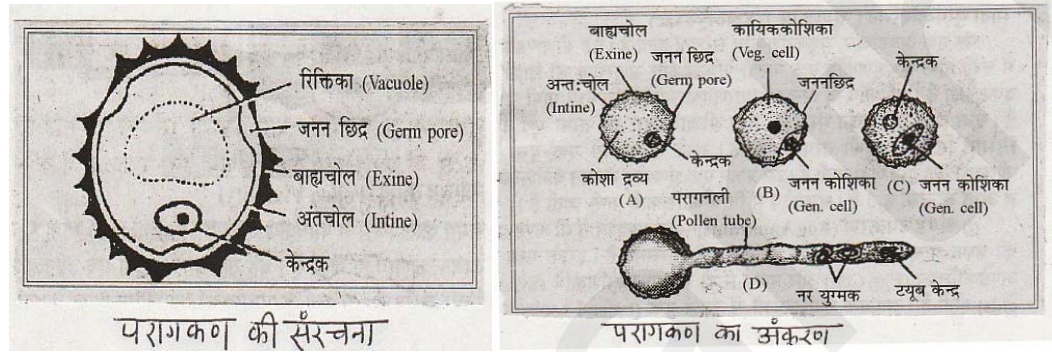 रिक्तिका (Vacuole)
जनन छिद्र (Germ pore)
बाह्यचोल (Exine)
अतचोल (Intine)
केन्द्रक
परागकण की संरचना
बाह्यचोल
(Exine)
जनन छिद्र
(Germ pore)
अन्त:चोल
(Intine)
केन्द्रक
कोशा द्रव्य
(A)
कायिककोशिका
(Veg. cell)
जननछिद्र
(B)
जनन कोशिका
(Gen. cell)
केन्द्रक
(C)
जनन कोशिका
(Gen. cell)
परागनली
(Pollen tube)
(D)
नर युग्मक
टयूब केन्द्र
परागकण का अंकुरण